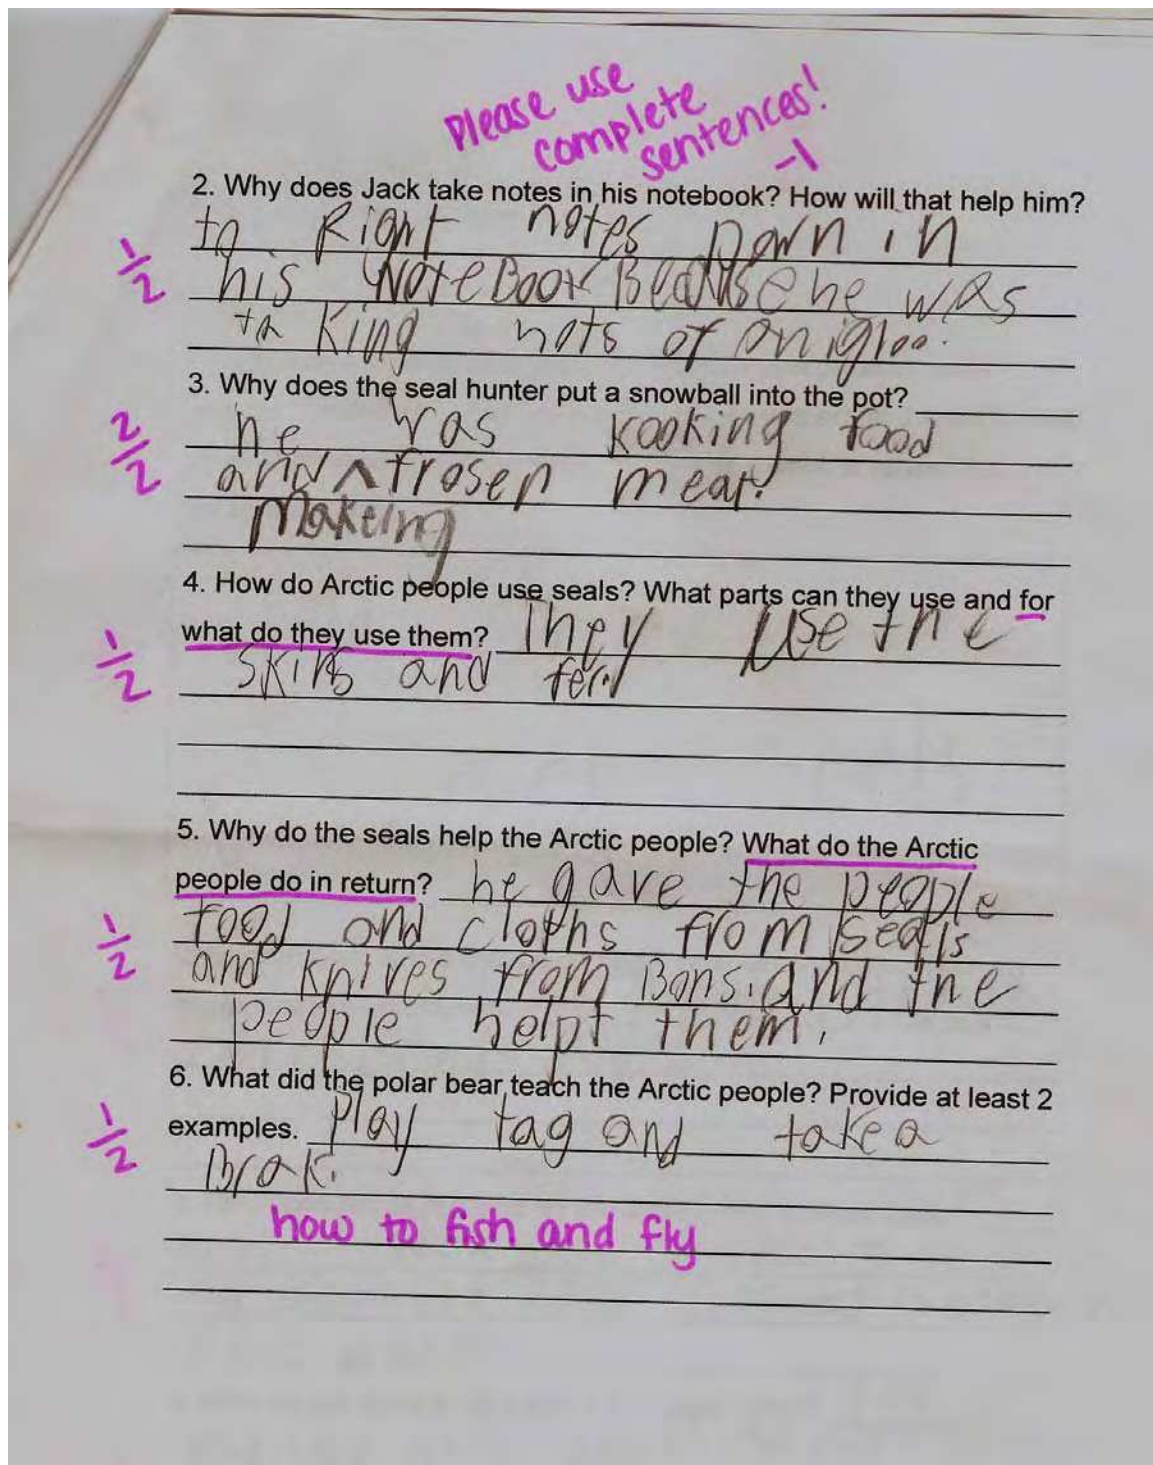 Please use
complete
sentences!
-1
2. Why does Jack take notes in his notebook? How will that help him?
to Right notes Down in
1/2
his NoteBook Because he was
taKing nots of an igloo.
3. Why does the seal hunter put a snowball into the pot?
he was kooking food
2/2
and ^ frosen meat.
Makeing
4. How do Arctic people use seals? What parts can they use and for
what do they use them? They Use the
1/2
skins and
5. Why do the seals help the Arctic people? What do the Arctic
people do in return? he gave the people
food and cloths from seals
1/2
and knives from Bons. and the
people helpt them.
6. What did the polar bear teach the Arctic people? Provide at least 2
examples. Play tag and take a
1/2
Brak.
how to fish and fly